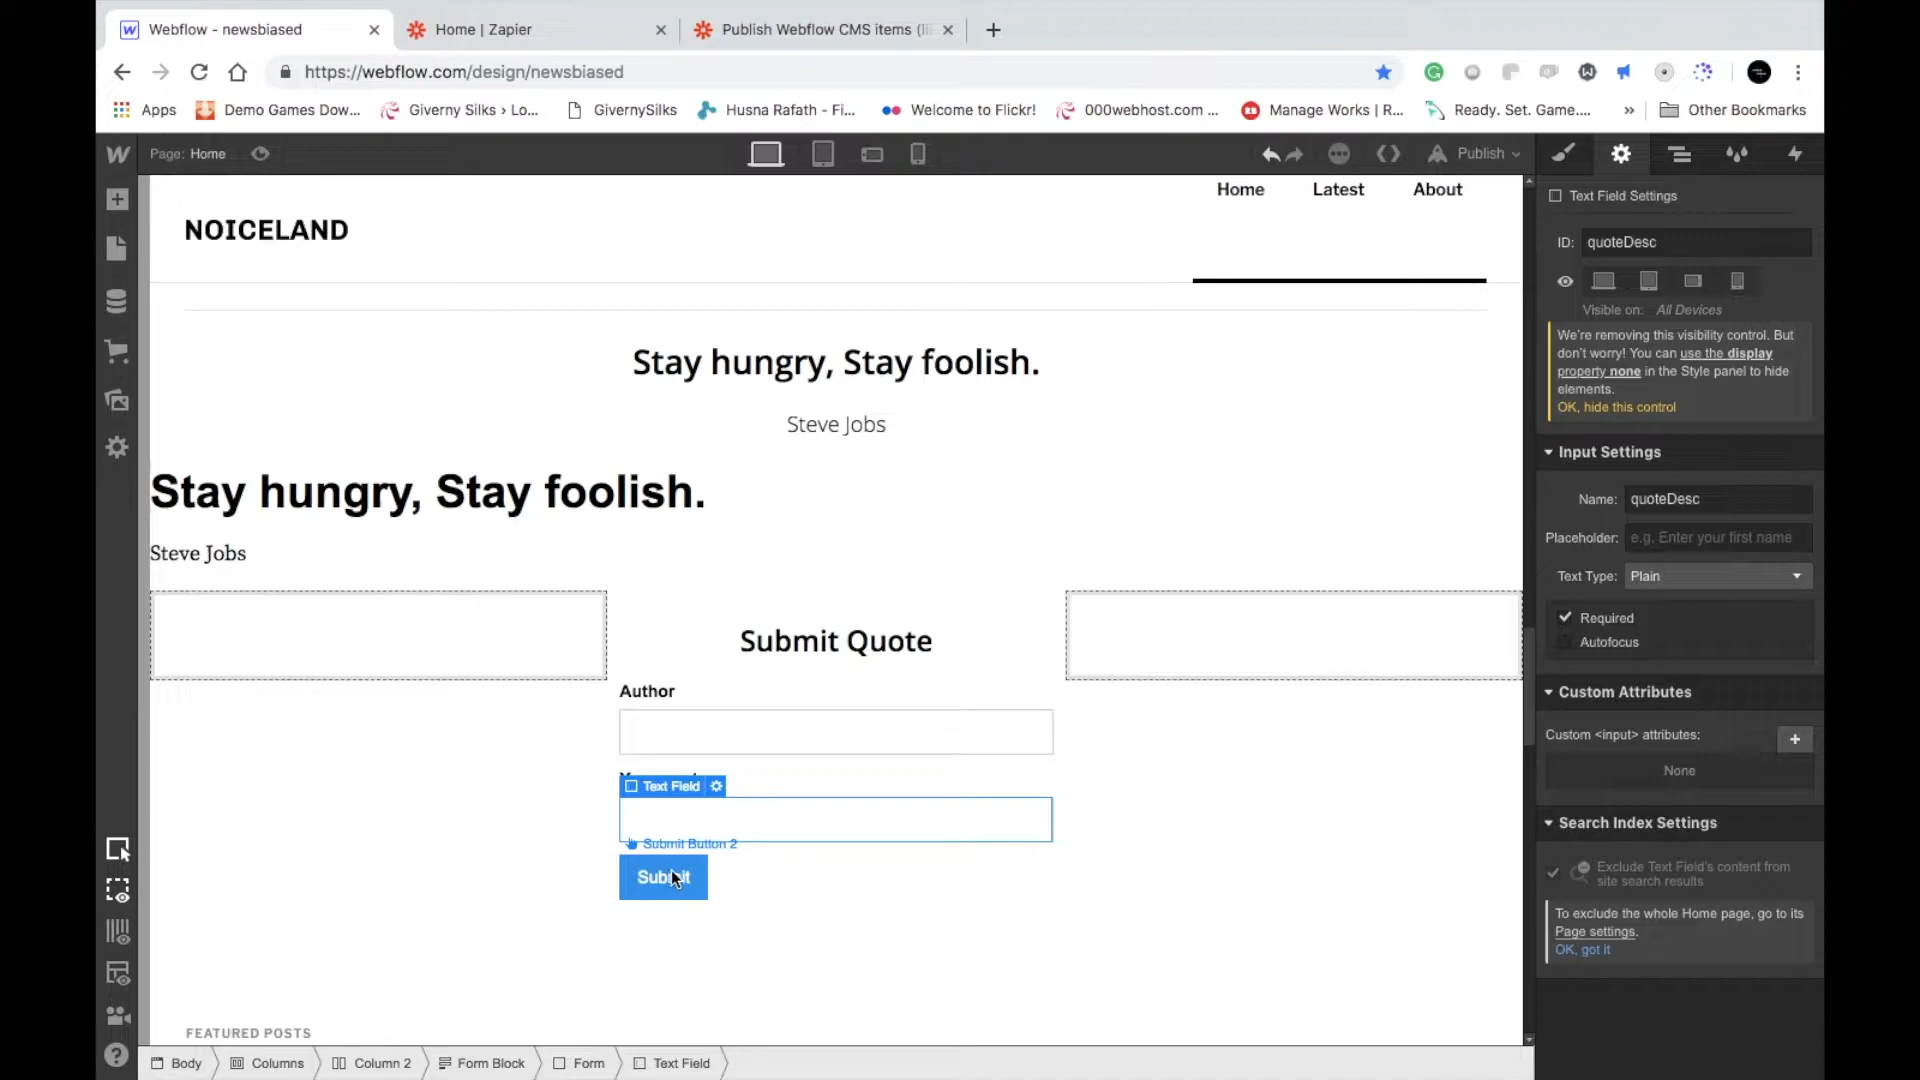 Webflow - newsbiased
Home | Zapier
Publish Webflow CMS items (li
https://webflow.com/design/newsbiased
Apps
Demo Games Dow...
Giverny Silks › Lo...
GivernySilks
Husna Rafath - Fi...
Welcome to Flickr!
000webhost.com ...
Manage Works | R...
Ready. Set. Game....
»
Other Bookmarks
Page: Home
Publish
Home
Latest
About
NOICELAND
Stay hungry, Stay foolish.
Steve Jobs
Stay hungry, Stay foolish.
Steve Jobs
Submit Quote
Author
Text Field
Submit Button 2
Submit
FEATURED POSTS
Body
Columns
Column 2
Form Block
Form
Text Field
Text Field Settings
ID: quoteDesc
Visible on: All Devices
We're removing this visibility control. But
don't worry! You can use the display
property none in the Style panel to hide
elements.
OK, hide this control
Input Settings
Name: quoteDesc
Placeholder: e.g. Enter your first name
Text Type: Plain
Required
Autofocus
Custom Attributes
Custom <input> attributes:
+
None
Search Index Settings
Exclude Text Field's content from
site search results
To exclude the whole Home page, go to its
Page settings.
OK, got it